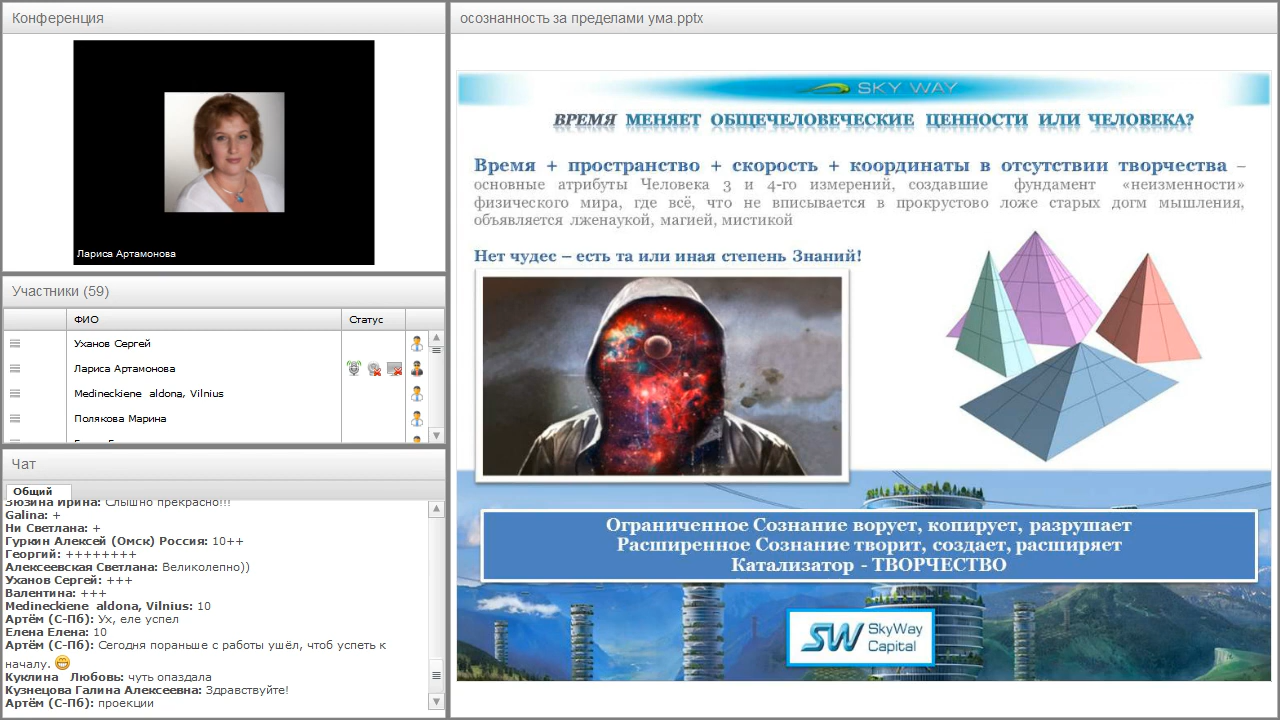 Конференция
Лариса Артамонова
Участники (59)
ФИО
Статус
Уханов Сергей
Лариса Артамонова
Medineckiene aldona, Vilnius
Полякова Марина
Чат
Общий
Зюзина Ирина: Слышно прекрасно!!!
Galina: +
Ни Светлана: +
Гуркин Алексей (Омск) Россия: 10++
Георгий: ++++++++
Алексеевская Светлана: Великолепно))
Уханов Сергей: +++
Валентина: +++
Medineckiene aldona, Vilnius: 10
Артём (С-Пб): Ух, еле успел
Елена Елена: 10
Артём (С-Пб): Сегодня пораньше с работы ушёл, чтоб успеть к
началу.
Куклина Любовь: чуть опаздала
Кузнецова Галина Алексеевна: Здравствуйте!
Артём (С-Пб): проекции
осознанность за пределами ума.pptx
SKY WAY
ВРЕМЯ МЕНЯЕТ ОБЩЕЧЕЛОВЕЧЕСКИЕ ЦЕННОСТИ ИЛИ ЧЕЛОВЕКА?
Время + пространство + скорость + координаты в отсутствии творчества –
основные атрибуты Человека 3 и 4-го измерений, создавшие фундамент «неизменности»
физического мира, где всё, что не вписывается в прокрустово ложе старых догм мышления,
объявляется лженаукой, магией, мистикой
Нет чудес – есть та или иная степень Знаний!
Ограниченное Сознание ворует, копирует, разрушает
Расширенное Сознание творит, создает, расширяет
Катализатор - ТВОРЧЕСТВО
SW SkyWay
Capital